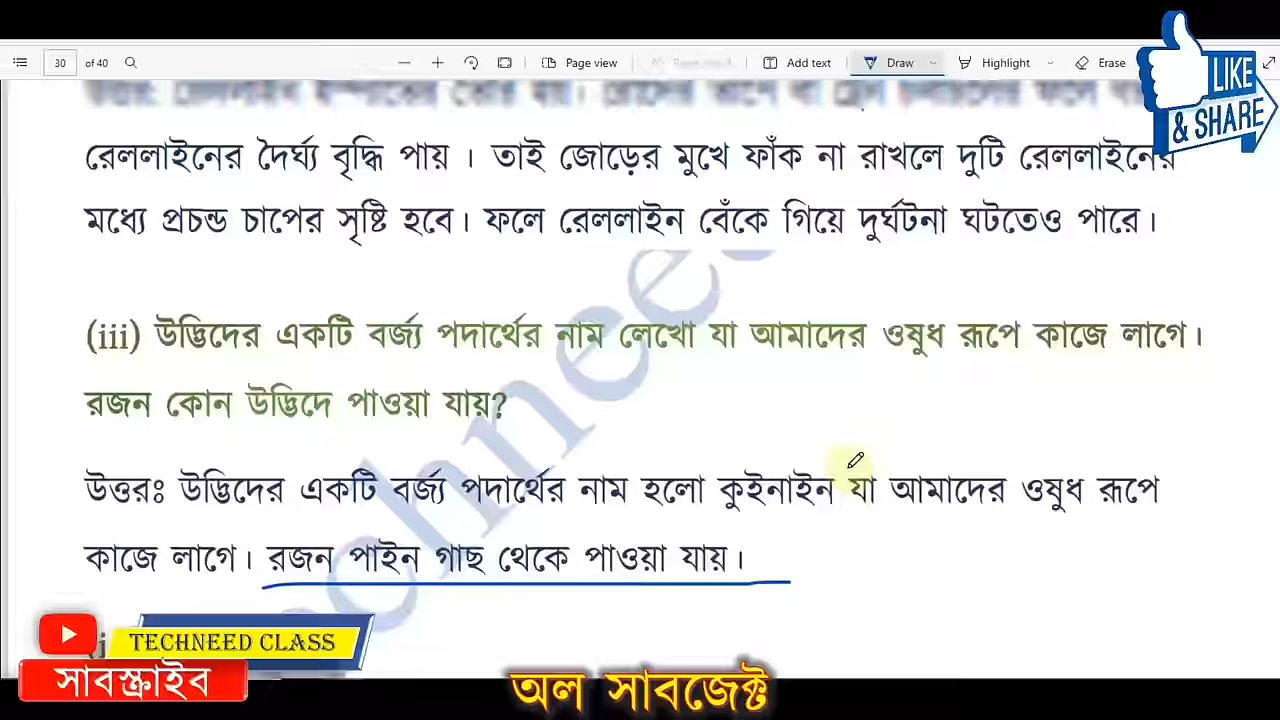 30 of 40 Page view Add text Draw Highlight Erase
LIKE
& SHARE
রেললাইনের দৈর্ঘ্য বৃদ্ধি পায় । তাই জোড়ের মুখে ফাঁক না রাখলে দুটি রেললাইনের
মধ্যে প্রচন্ড চাপের সৃষ্টি হবে। ফলে রেললাইন বেঁকে গিয়ে দুর্ঘটনা ঘটতেও পারে।
(iii) উদ্ভিদের একটি বর্জ্য পদার্থের নাম লেখো যা আমাদের ওষুধ রূপে কাজে লাগে।
রজন কোন উদ্ভিদে পাওয়া যায়?
উত্তরঃ উদ্ভিদের একটি বর্জ্য পদার্থের নাম হলো কুইনাইন যা আমাদের ওষুধ রূপে
কাজে লাগে। রজন পাইন গাছ থেকে পাওয়া যায়।
TECHNEED CLASS
সাবস্ক্রাইব
অল সাবজেক্ট